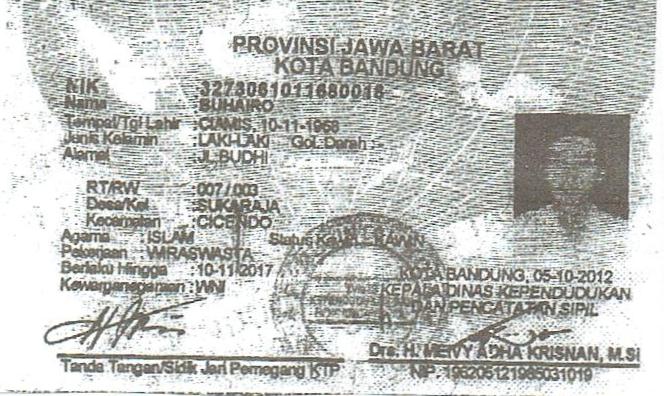 PROVINSI JAWA BARAT
KOTA BANDUNG
NIK : 3273061011680016
Nama : BUHAIRO
Tempat/Tgl Lahir : CIAMIS, 10-11-1968
Jenis Kelamin : LAKI-LAKI Gol. Darah : -
Alamat : JL.BUDHI
RT/RW : 007 / 003
Desa/Kel : SUKARAJA
Kecamatan : CICENDO
Agama : ISLAM
Status Kawin : KAWIN
Pekerjaan : WIRASWASTA
Berlaku Hingga : 10-11-2017
Kewarganegaraan : WNI
KOTA BANDUNG, 05-10-2012
KEPALA DINAS KEPENDUDUKAN
DAN PENCATATAN SIPIL
Drs. H. MEIVY ADHA KRISNAN, M.Si
NIP. 196205121985031019
Tanda Tangan/Sidik Jari Pemegang KTP